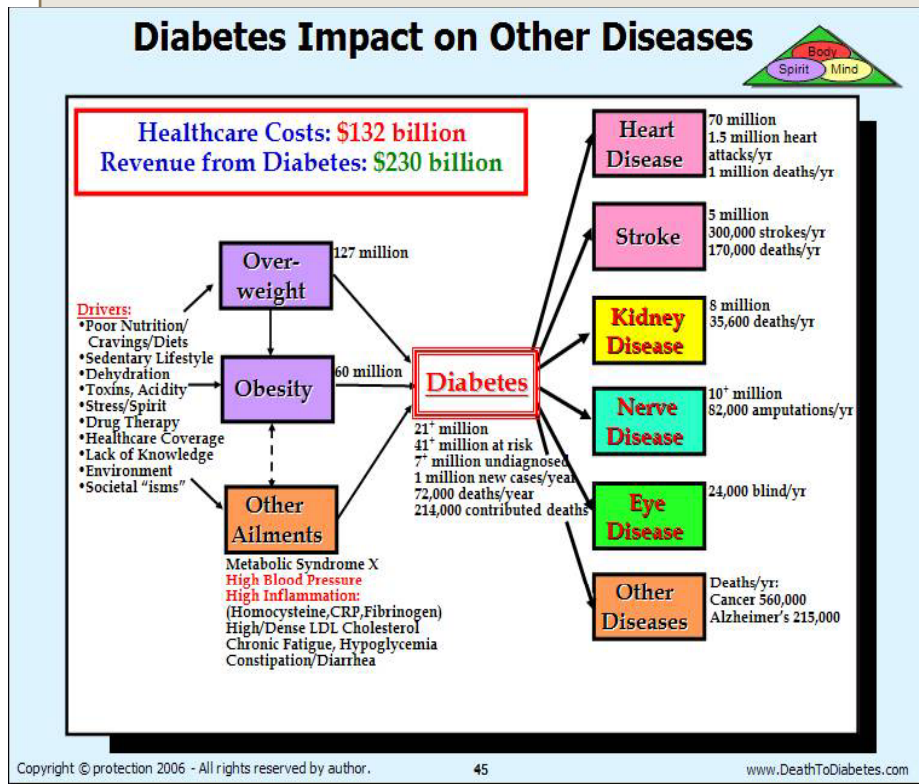 Diabetes Impact on Other Diseases
Body
Spirit
Mind
Healthcare Costs: $132 billion
Revenue from Diabetes: $230 billion
Over-
weight
127 million
Drivers:
•Poor Nutrition/
Cravings/Diets
•Sedentary Lifestyle
•Dehydration
•Toxins, Acidity
•Stress/Spirit
•Drug Therapy
•Healthcare Coverage
•Lack of Knowledge
•Environment
•Societal “isms”
Obesity
60 million
Other
Ailments
Metabolic Syndrome X
High Blood Pressure
High Inflammation:
(Homocysteine,CRP,Fibrinogen)
High/Dense LDL Cholesterol
Chronic Fatigue, Hypoglycemia
Constipation/Diarrhea
Diabetes
21+ million
41+ million at risk
7+ million undiagnosed
1 million new cases/year
72,000 deaths/year
214,000 contributed deaths
Heart
Disease
70 million
1.5 million heart
attacks/yr
1 million deaths/yr
Stroke
5 million
300,000 strokes/yr
170,000 deaths/yr
Kidney
Disease
8 million
35,600 deaths/yr
Nerve
Disease
10+ million
82,000 amputations/yr
Eye
Disease
24,000 blind/yr
Other
Diseases
Deaths/yr:
Cancer 560,000
Alzheimer's 215,000
Copyright © protection 2006 - All rights reserved by author.
45
www.DeathToDiabetes.com